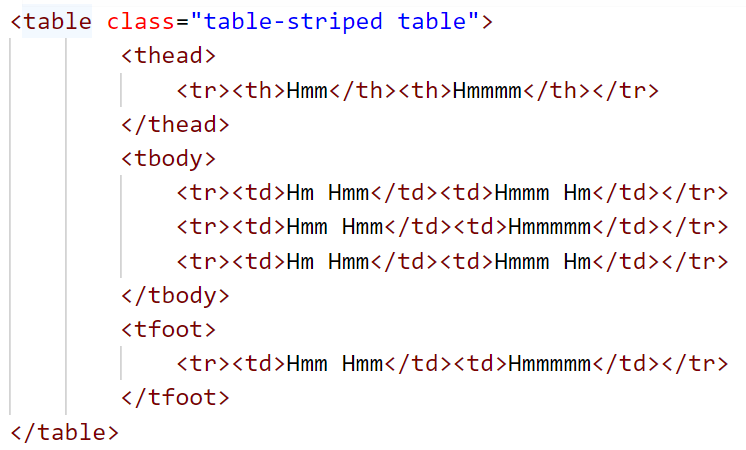 <table class="table-striped table">
<thead>
<tr><th>Hmm</th><th>Hmmmm</th></tr>
</thead>
<tbody>
<tr><td>Hm Hmm</td><td>Hmmm Hm</td></tr>
<tr><td>Hmm Hmm</td><td>Hmmmmm</td></tr>
<tr><td>Hm Hmm</td><td>Hmmm Hm</td></tr>
</tbody>
<tfoot>
<tr><td>Hmm Hmm</td><td>Hmmmmm</td></tr>
</tfoot>
</table>